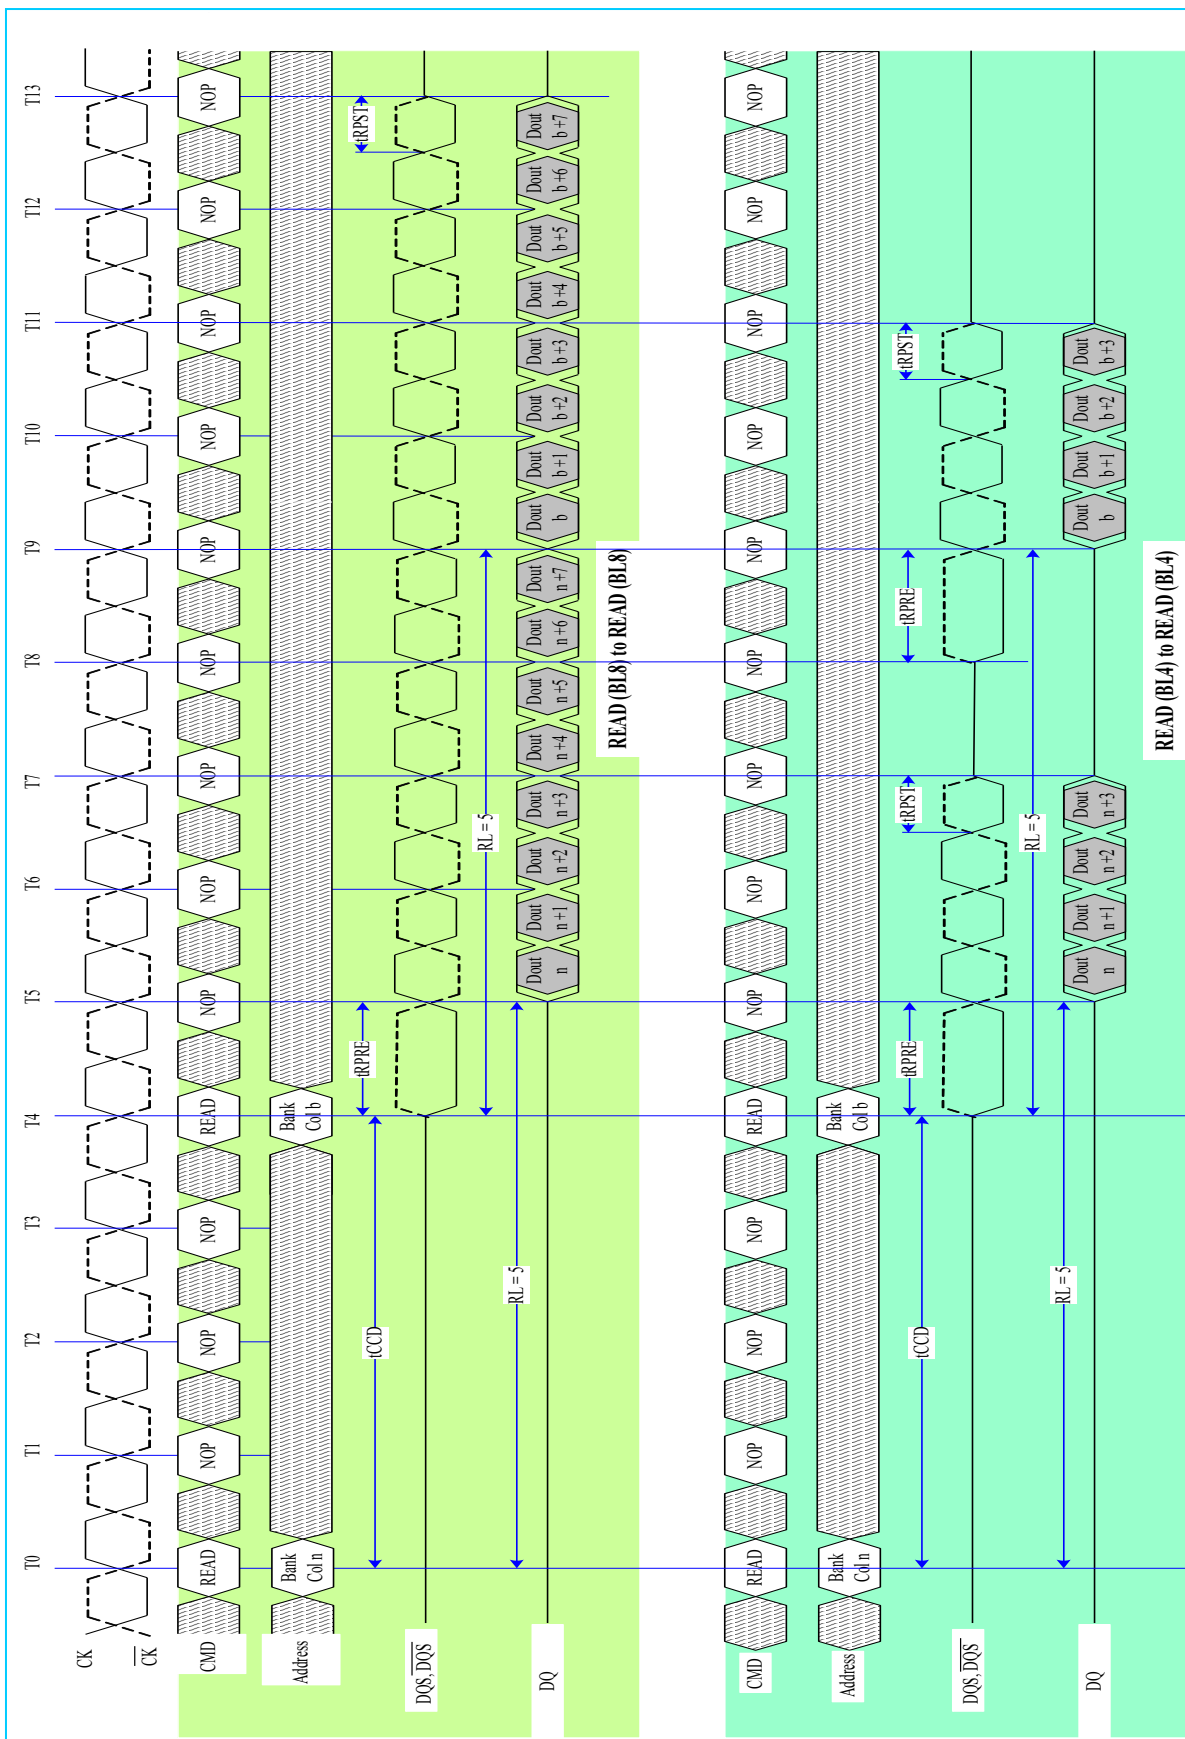 T0 T1 T2 T3 T4 T5 T6 T7 T8 T9 T10 T11 T12 T13
CK
CK
CMD READ NOP NOP NOP READ NOP NOP NOP NOP NOP NOP NOP NOP NOP
Address Bank Col n Bank Col b
tCCD tRPRE tRPST
DQS, DQS
RL = 5
RL = 5
DQ Dout n Dout n+1 Dout n+2 Dout n+3 Dout n+4 Dout n+5 Dout n+6 Dout n+7 Dout b Dout b+1 Dout b+2 Dout b+3 Dout b+4 Dout b+5 Dout b+6 Dout b+7
READ (BL8) to READ (BL8)
CMD READ NOP NOP NOP READ NOP NOP NOP NOP NOP NOP NOP NOP NOP
Address Bank Col n Bank Col b
tCCD tRPRE tRPST tRPRE tRPST
DQS, DQS
RL = 5
RL = 5
DQ Dout n Dout n+1 Dout n+2 Dout n+3 Dout b Dout b+1 Dout b+2 Dout b+3
READ (BL4) to READ (BL4)